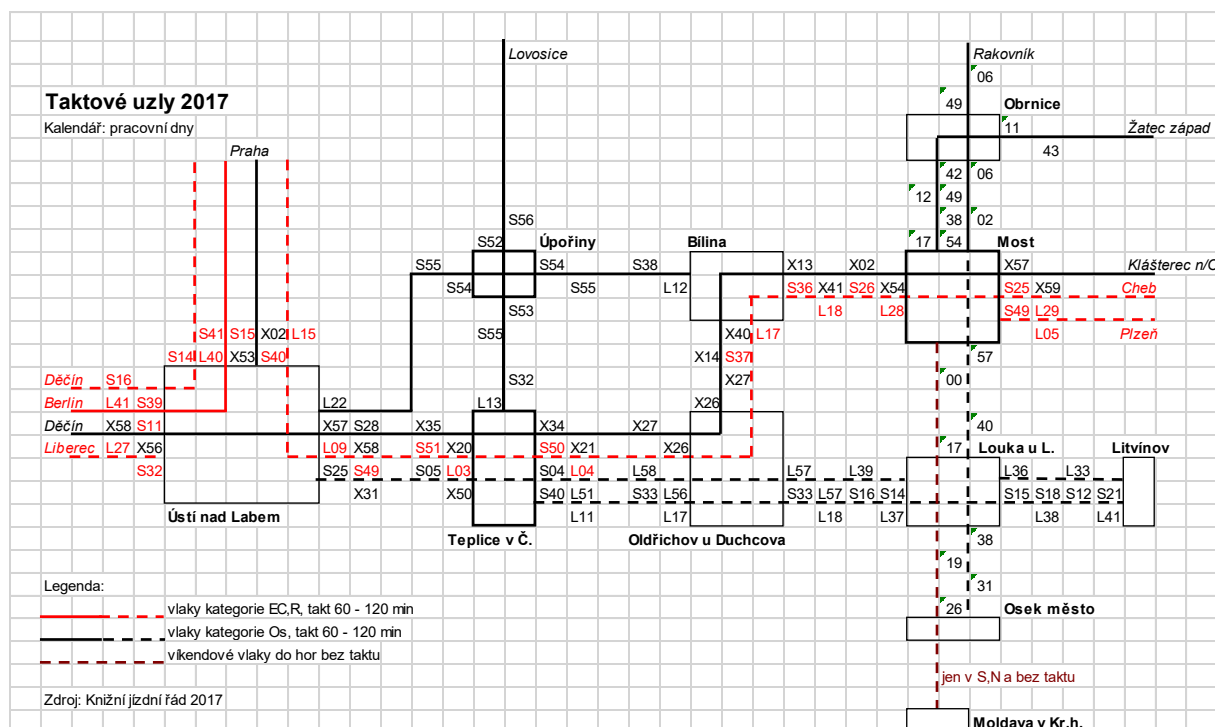 Lovosice
Rakovník
06
Taktové uzly 2017
49
Obrnice
Kalendář: pracovní dny
11
Žatec západ
Praha
43
42
06
12
49
S56
38
02
S52
Úpořiny
Bílina
17
54
Most
S55
S54
S38
X13
X02
X57
Klášterec n/O
S54
S55
L12
S36
X41
S26
X54
S25
X59
Cheb
S53
L18
L28
S49
L29
S41
S15
X02
L15
S55
X40
L17
L05
Plzeň
S14
L40
X53
S40
X14
S37
57
Děčín
S16
S32
X27
00
Berlin
L41
S39
L22
L13
X26
Děčín
X58
S11
X57
S28
X35
X34
X27
40
Liberec
L27
X56
L09
X58
S51
X20
S50
X21
X26
17
Louka u L.
Litvínov
S32
S25
S49
S05
L03
S04
L04
L58
L57
L39
L36
L33
X31
X50
S40
L51
S33
L56
S33
L57
S16
S14
S15
S18
S12
S21
Ústí nad Labem
L11
L17
L18
L37
L38
L41
Teplice v Č.
Oldřichov u Duchcova
38
19
Legenda:
31
vlaky kategorie EC,R, takt 60 - 120 min
26
Osek město
vlaky kategorie Os, takt 60 - 120 min
víkendové vlaky do hor bez taktu
jen v S,N a bez taktu
Zdroj: Knižní jízdní řád 2017
Moldava v Kr.h.